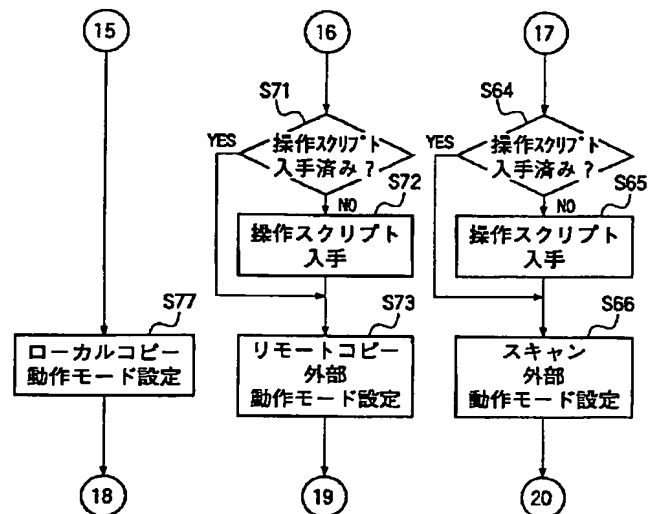 15
16
17
S71
YES
操作スクリプト
入手済み?
NO
S72
操作スクリプト
入手
S64
YES
操作スクリプト
入手済み?
NO
S65
操作スクリプト
入手
S77
ローカルコピー
動作モード設定
S73
リモートコピー
外部
動作モード設定
S66
スキャン
外部
動作モード設定
18
19
20